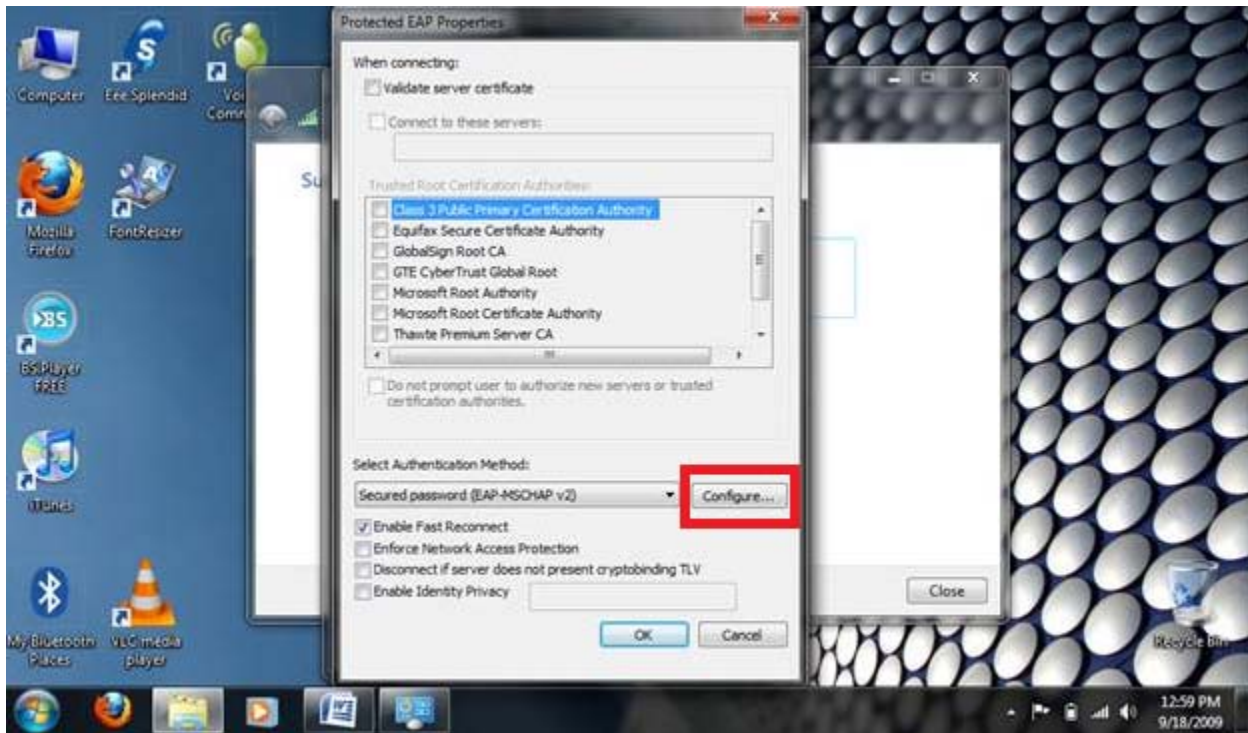 Protected EAP Properties
Computer
Eee Splendid
When connecting:
Validate server certificate
Connect to these servers:
Trusted Root Certification Authorities:
Class 3 Public Primary Certification Authority
Equifax Secure Certificate Authority
GlobalSign Root CA
GTE CyberTrust Global Root
Microsoft Root Authority
Microsoft Root Certificate Authority
Thawte Premium Server CA
Do not prompt user to authorize new servers or trusted
certification authorities.
Select Authentication Method:
Secured password (EAP-MSCHAP v2)
Configure...
Enable Fast Reconnect
Enforce Network Access Protection
Disconnect if server does not present cryptobinding TLV
Enable Identity Privacy
OK
Cancel
Close
Su
Mozilla
Firefox
FontResizer
BS.Player
FREE
iTunes
My Bluetooth
Places
VLC media
player
Recycle Bin
12:59 PM
9/18/2009